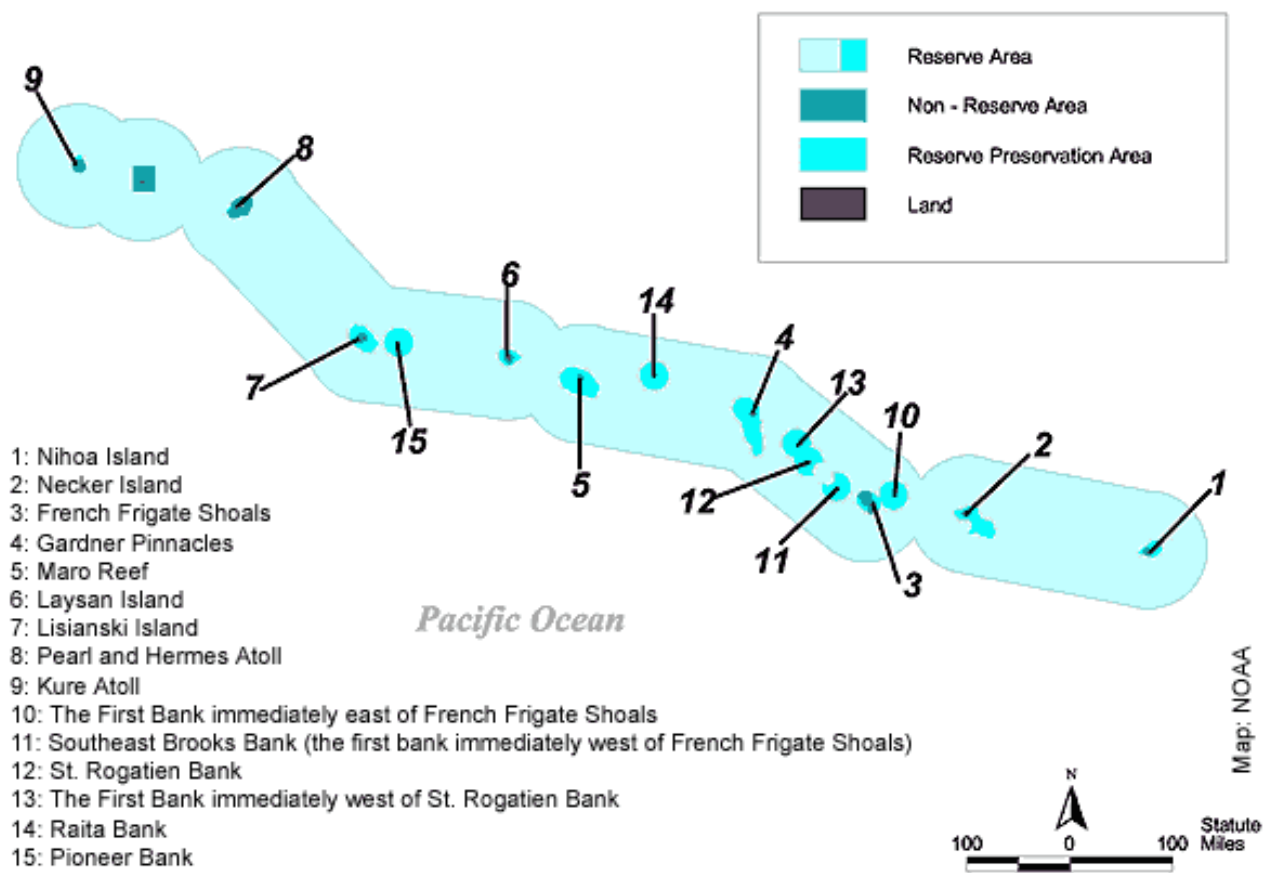 9
8
6
14
4
13
10
2
1
7
15
5
12
11
3
Reserve Area
Non - Reserve Area
Reserve Preservation Area
Land
1: Nihoa Island
2: Necker Island
3: French Frigate Shoals
4: Gardner Pinnacles
5: Maro Reef
6: Laysan Island
7: Lisianski Island
8: Pearl and Hermes Atoll
9: Kure Atoll
10: The First Bank immediately east of French Frigate Shoals
11: Southeast Brooks Bank (the first bank immediately west of French Frigate Shoals)
12: St. Rogatien Bank
13: The First Bank immediately west of St. Rogatien Bank
14: Raita Bank
15: Pioneer Bank
Pacific Ocean
Map: NOAA
N
100 0 100 Statute
Miles